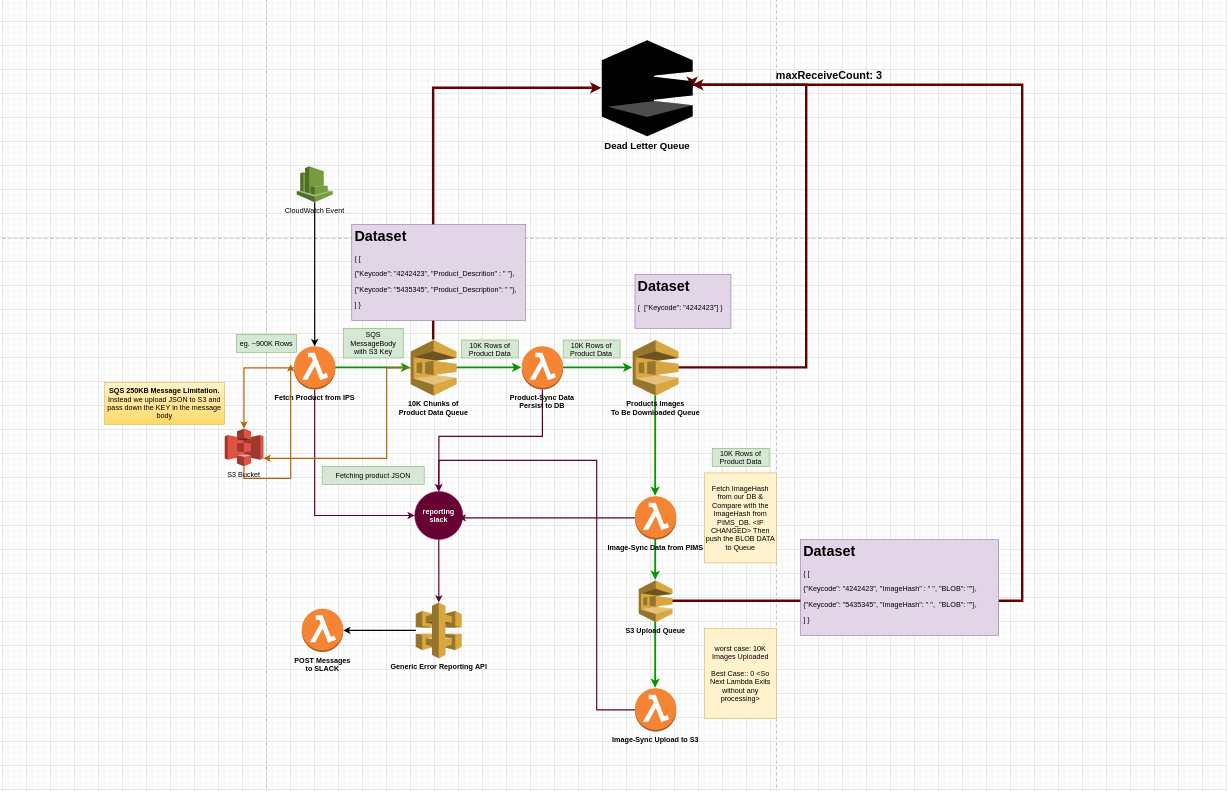 maxReceiveCount: 3
Dead Letter Queue
CloudWatch Event
Dataset
{ [
{"Keycode": "4242423", "Product_Descrition" : " "},
{"Keycode": "5435345", "Product_Description": " "},
] }
Dataset
{  ["Keycode": "4242423"] }
eg. ~900K Rows
SQS
MessageBody
with S3 Key
10K Rows of
Product Data
10K Rows of
Product Data
Fetch Product from IPS
10K Chunks of
Product Data Queue
Product-Sync Data
Persist to DB
Products Images
To Be Downloaded Queue
SQS 250KB Message Limitation.
Instead we upload JSON to S3 and
pass down the KEY in the message
body
S3 Bucket
Fetching product JSON
10K Rows of
Product Data
reporting
slack
Fetch ImageHash
from our DB &
Compare with the
ImageHash from
PIMS_DB. <IF
CHANGED> Then
push the BLOB DATA
to Queue
Image-Sync Data from PIMS
Dataset
{ [
{"Keycode": "4242423", "ImageHash" : " ", "BLOB": ""},
{"Keycode": "5435345", "ImageHash": " ",  "BLOB": ""},
] }
S3 Upload Queue
POST Messages
to SLACK
Generic Error Reporting API
worst case: 10K
Images Uploaded
Best Case:: 0 <So
Next Lambda Exits
without any
processing>
Image-Sync Upload to S3